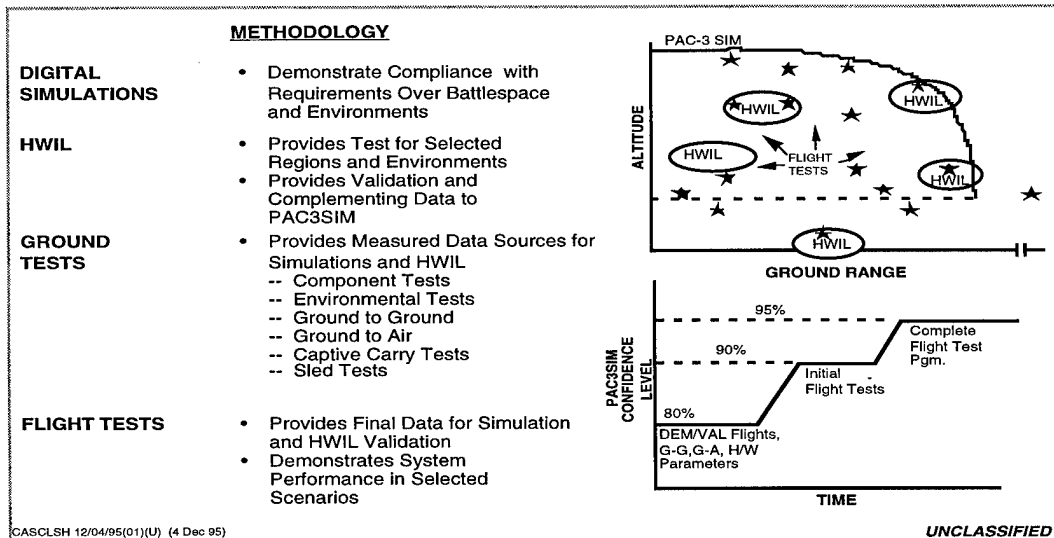 METHODOLOGY
DIGITAL
SIMULATIONS
• Demonstrate Compliance with
Requirements Over Battlespace
and Environments
HWIL
• Provides Test for Selected
Regions and Environments
• Provides Validation and
Complementing Data to
PAC3SIM
GROUND
TESTS
• Provides Measured Data Sources for
Simulations and HWIL
-- Component Tests
-- Environmental Tests
-- Ground to Ground
-- Ground to Air
-- Captive Carry Tests
-- Sled Tests
FLIGHT TESTS
• Provides Final Data for Simulation
and HWIL Validation
• Demonstrates System
Performance in Selected
Scenarios
PAC-3 SIM
ALTITUDE
HWIL
HWIL
HWIL
FLIGHT
TESTS
HWIL
HWIL
GROUND RANGE
PAC3SIM
CONFIDENCE
LEVEL
95%
Complete
Flight Test
Pgm.
90%
Initial
Flight Tests
80%
DEM/VAL Flights,
G-G,G-A, H/W
Parameters
TIME
CASCLSH 12/04/95(01)(U) (4 Dec 95)
UNCLASSIFIED